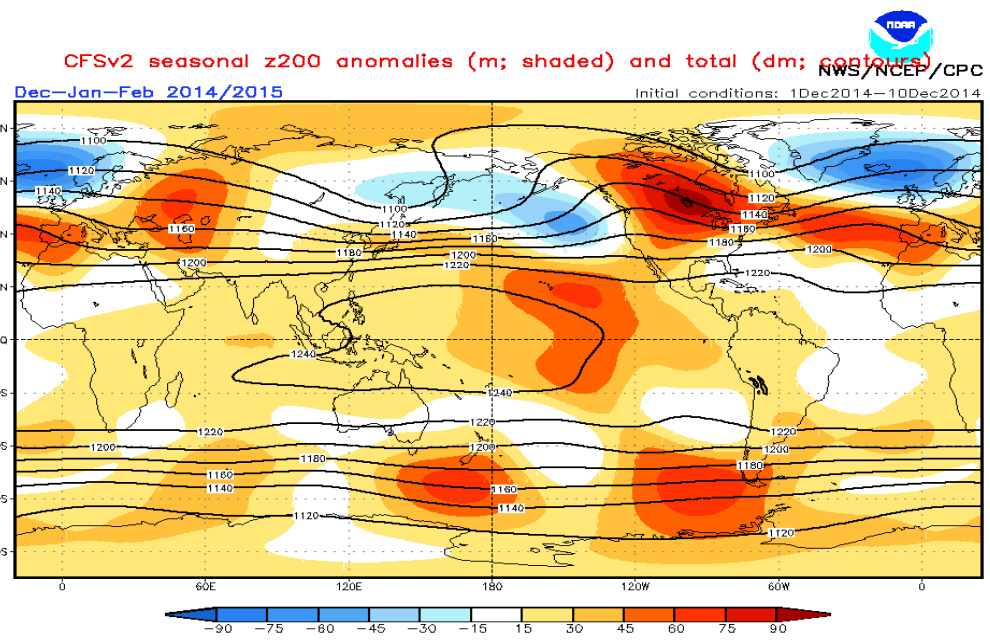 NOAA
CFSv2 seasonal z200 anomalies (m; shaded) and total (dm; contours)
NWS/NCEP/CPC
Dec-Jan-Feb 2014/2015
Initial conditions: 1Dec2014-10Dec2014
N
1100
1120
1100
N
1140
1120
1100
1140
1120
1160
1140
1160
1160
N
1180
1180
1200
1200
1200
1220
1220
N
Q
1240
1240
S
1220
1220
1220
S
1200
1200
1200
1180
1180
1160
1140
1160
S
1140
1120
1120
S
0 60E 120E 180 120W 60W 0
-90 -75 -60 -45 -30 -15 15 30 45 60 75 90